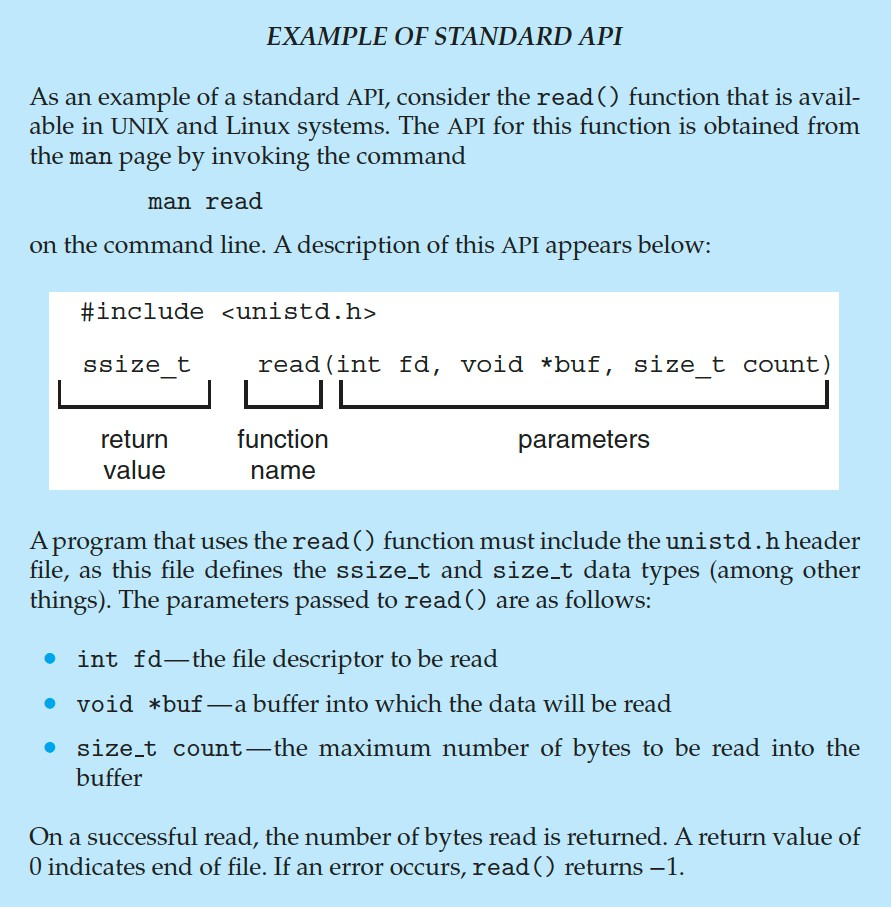 EXAMPLE OF STANDARD API
As an example of a standard API, consider the read() function that is avail-
able in UNIX and Linux systems. The API for this function is obtained from
the man page by invoking the command
man read
on the command line. A description of this API appears below:
#include <unistd.h>
ssize_t read(int fd, void *buf, size_t count)
return function parameters
value name
A program that uses the read() function must include the unistd.h header
file, as this file defines the ssize_t and size_t data types (among other
things). The parameters passed to read() are as follows:
• int fd—the file descriptor to be read
• void *buf—a buffer into which the data will be read
• size_t count—the maximum number of bytes to be read into the
buffer
On a successful read, the number of bytes read is returned. A return value of
0 indicates end of file. If an error occurs, read() returns −1.